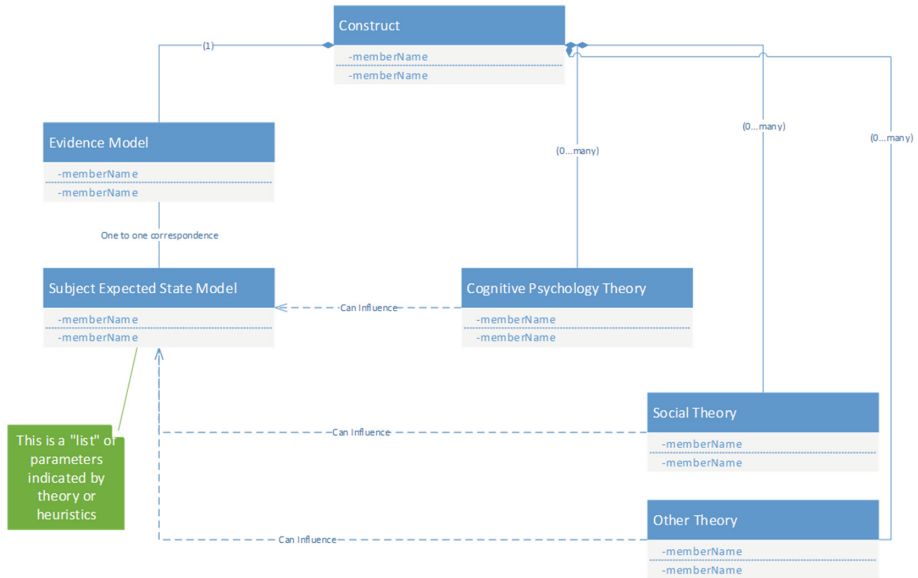 Construct
-memberName
-memberName
(1)
(0...many)
(0...many)
(0...many)
Evidence Model
-memberName
-memberName
One to one correspondence
Subject Expected State Model
-memberName
-memberName
Can Influence
Cognitive Psychology Theory
-memberName
-memberName
This is a "list" of
parameters
indicated by
theory or
heuristics
Can Influence
Social Theory
-memberName
-memberName
Can Influence
Other Theory
-memberName
-memberName